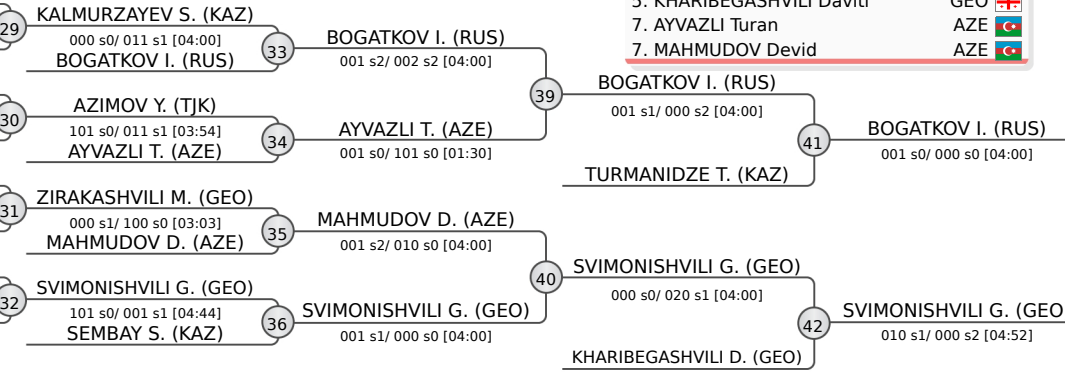 5. KHARIBEGASHVILI Daviti GEO
7. AYVAZLI Turan AZE
7. MAHMUDOV Devid AZE
29
KALMURZAYEV S. (KAZ)
000 s0/ 011 s1 [04:00]
BOGATKOV I. (RUS)
33
BOGATKOV I. (RUS)
001 s2/ 002 s2 [04:00]
30
AZIMOV Y. (TJK)
101 s0/ 011 s1 [03:54]
AYVAZLI T. (AZE)
34
AYVAZLI T. (AZE)
001 s0/ 101 s0 [01:30]
39
BOGATKOV I. (RUS)
001 s1/ 000 s2 [04:00]
TURMANIDZE T. (KAZ)
41
BOGATKOV I. (RUS)
001 s0/ 000 s0 [04:00]
31
ZIRAKASHVILI M. (GEO)
000 s1/ 100 s0 [03:03]
MAHMUDOV D. (AZE)
35
MAHMUDOV D. (AZE)
001 s2/ 010 s0 [04:00]
32
SVIMONISHVILI G. (GEO)
101 s0/ 001 s1 [04:44]
SEMBAY S. (KAZ)
36
SVIMONISHVILI G. (GEO)
001 s1/ 000 s0 [04:00]
40
SVIMONISHVILI G. (GEO)
000 s0/ 020 s1 [04:00]
KHARIBEGASHVILI D. (GEO)
42
SVIMONISHVILI G. (GEO
010 s1/ 000 s2 [04:52]